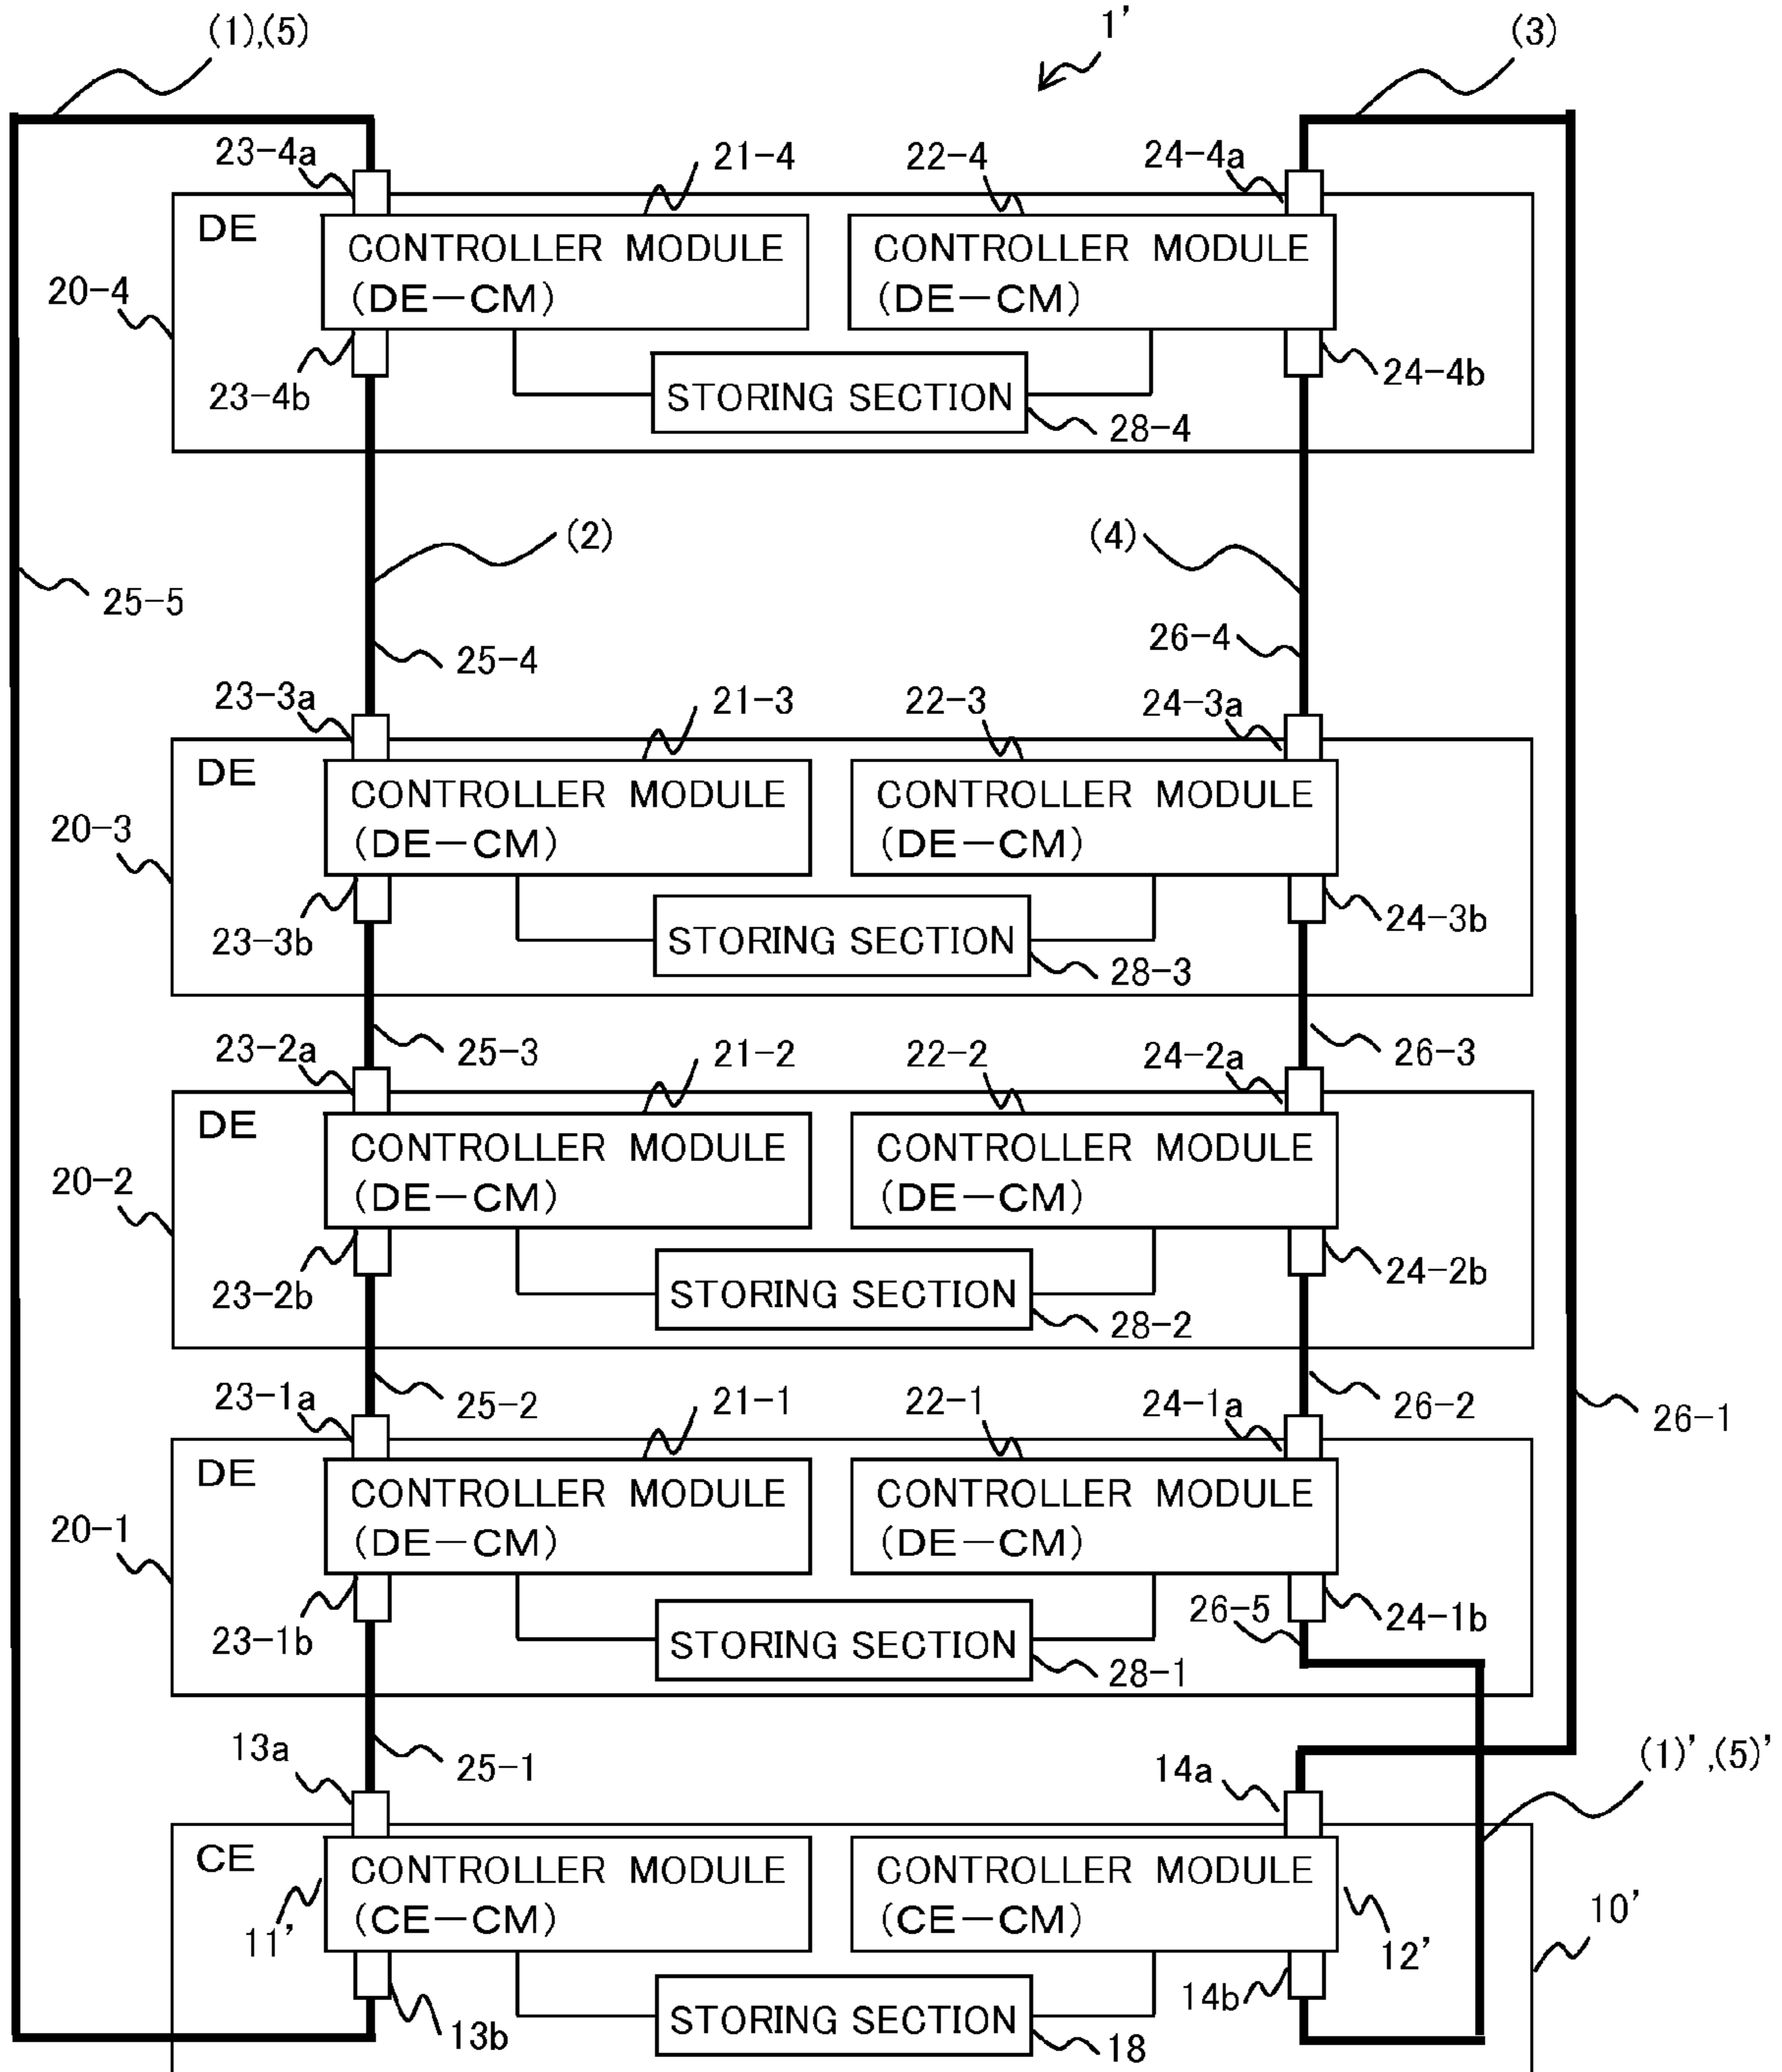 (1),(5)
1'
(3)
23-4a
21-4
22-4
24-4a
DE
CONTROLLER MODULE
(DE-CM)
CONTROLLER MODULE
(DE-CM)
20-4
23-4b
STORING SECTION
24-4b
28-4
(2)
(4)
25-5
25-4
26-4
23-3a
21-3
22-3
24-3a
DE
CONTROLLER MODULE
(DE-CM)
CONTROLLER MODULE
(DE-CM)
20-3
23-3b
STORING SECTION
24-3b
28-3
23-2a
25-3
21-2
22-2
24-2a
26-3
DE
CONTROLLER MODULE
(DE-CM)
CONTROLLER MODULE
(DE-CM)
20-2
23-2b
STORING SECTION
24-2b
28-2
23-1a
25-2
21-1
22-1
24-1a
26-2
26-1
DE
CONTROLLER MODULE
(DE-CM)
CONTROLLER MODULE
(DE-CM)
20-1
23-1b
STORING SECTION
26-5
24-1b
28-1
13a
25-1
14a
(1)',(5)'
CE
CONTROLLER MODULE
(CE-CM)
CONTROLLER MODULE
(CE-CM)
11'
12'
10'
13b
STORING SECTION
14b
18